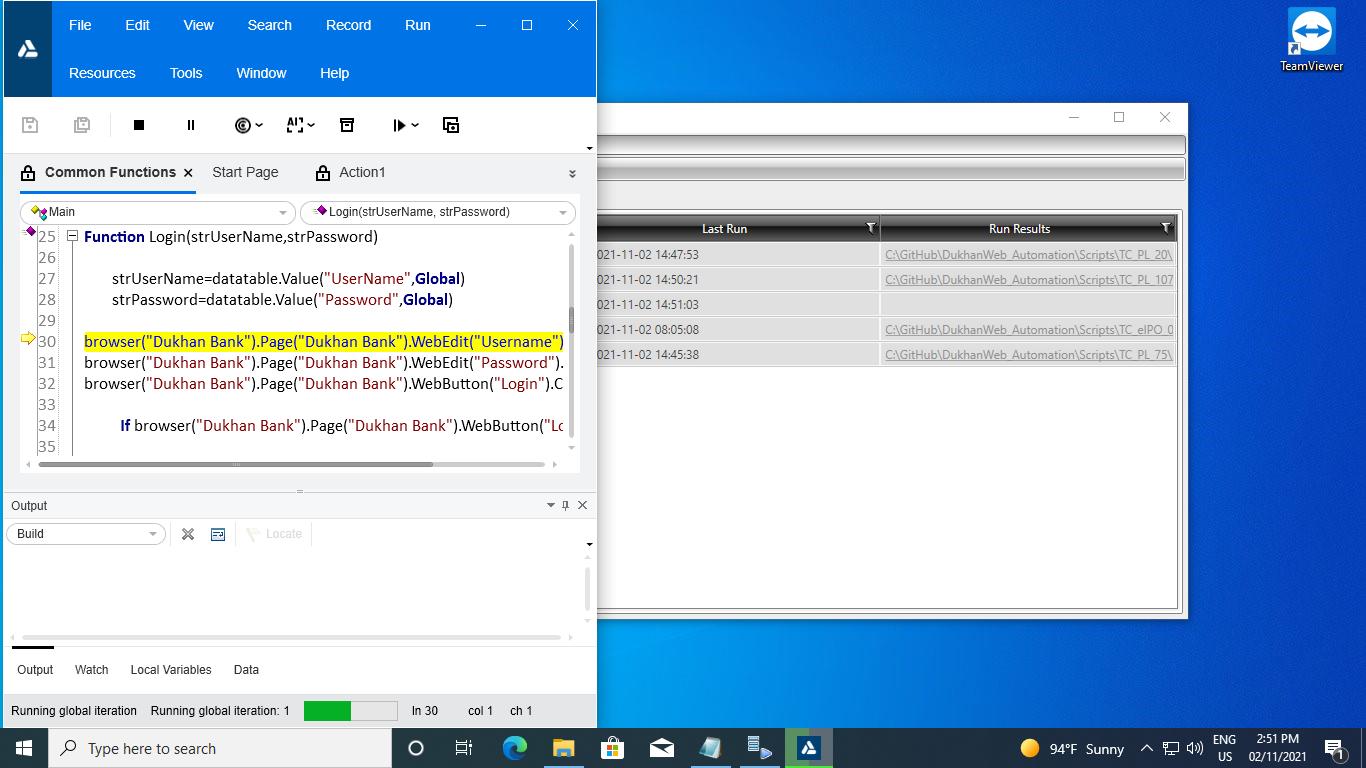 File Edit View Search Record Run
Resources Tools Window Help
TeamViewer
Common Functions Start Page Action1
Main Login(strUserName, strPassword)
25 Function Login(strUserName,strPassword)
26
27 strUserName=datatable.Value("UserName",Global)
28 strPassword=datatable.Value("Password",Global)
29
30 browser("Dukhan Bank").Page("Dukhan Bank").WebEdit("Username")
31 browser("Dukhan Bank").Page("Dukhan Bank").WebEdit("Password").
32 browser("Dukhan Bank").Page("Dukhan Bank").WebButton("Login").C
33
34 If browser("Dukhan Bank").Page("Dukhan Bank").WebButton("Lo
35
Output
Build Locate
Output Watch Local Variables Data
Running global iteration Running global iteration: 1 ln 30 col 1 ch 1
Last Run Run Results
021-11-02 14:47:53 C:\GitHub\DukhanWeb_Automation\Scripts\TC_PL_20\
021-11-02 14:50:21 C:\GitHub\DukhanWeb_Automation\Scripts\TC_PL_107
021-11-02 14:51:03
021-11-02 08:05:08 C:\GitHub\DukhanWeb_Automation\Scripts\TC_eIPO_0
021-11-02 14:45:38 C:\GitHub\DukhanWeb_Automation\Scripts\TC_PL_75\
Type here to search
94°F Sunny
ENG
US
2:51 PM
02/11/2021
1